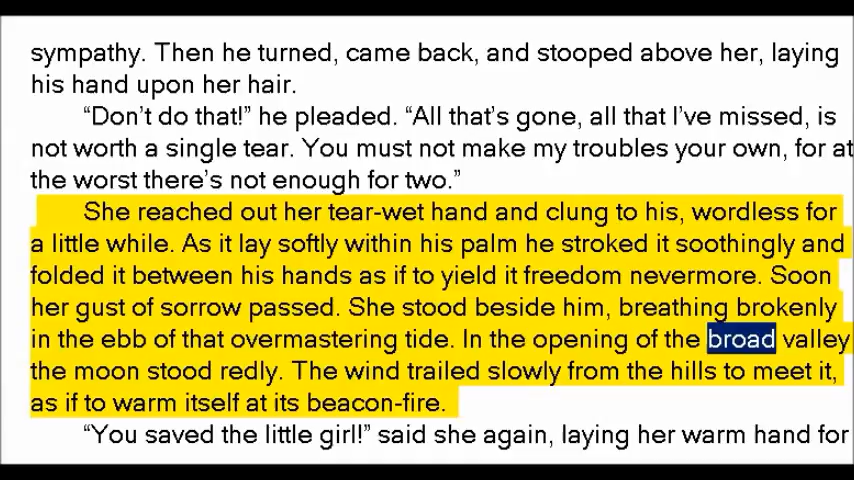 sympathy. Then he turned, came back, and stooped above her, laying
his hand upon her hair.
“Don’t do that!” he pleaded. “All that’s gone, all that I’ve missed, is
not worth a single tear. You must not make my troubles your own, for at
the worst there’s not enough for two.”
She reached out her tear-wet hand and clung to his, wordless for
a little while. As it lay softly within his palm he stroked it soothingly and
folded it between his hands as if to yield it freedom nevermore. Soon
her gust of sorrow passed. She stood beside him, breathing brokenly
in the ebb of that overmastering tide. In the opening of the broad valley
the moon stood redly. The wind trailed slowly from the hills to meet it,
as if to warm itself at its beacon-fire.
“You saved the little girl!” said she again, laying her warm hand for